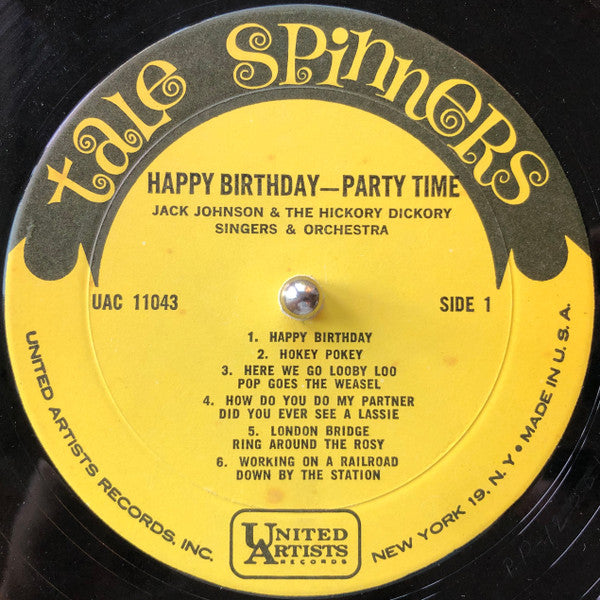 tale spinners
HAPPY BIRTHDAY—PARTY TIME
JACK JOHNSON & THE HICKORY DICKORY
SINGERS & ORCHESTRA
UAC 11043
SIDE 1
1. HAPPY BIRTHDAY
2. HOKEY POKEY
3. HERE WE GO LOOBY LOO
POP GOES THE WEASEL
4. HOW DO YOU DO MY PARTNER
DID YOU EVER SEE A LASSIE
5. LONDON BRIDGE
RING AROUND THE ROSY
6. WORKING ON A RAILROAD
DOWN BY THE STATION
UNITED ARTISTS RECORDS, INC.
NEW YORK 19, N. Y. • MADE IN U. S. A.
UNITED
ARTISTS
RECORDS